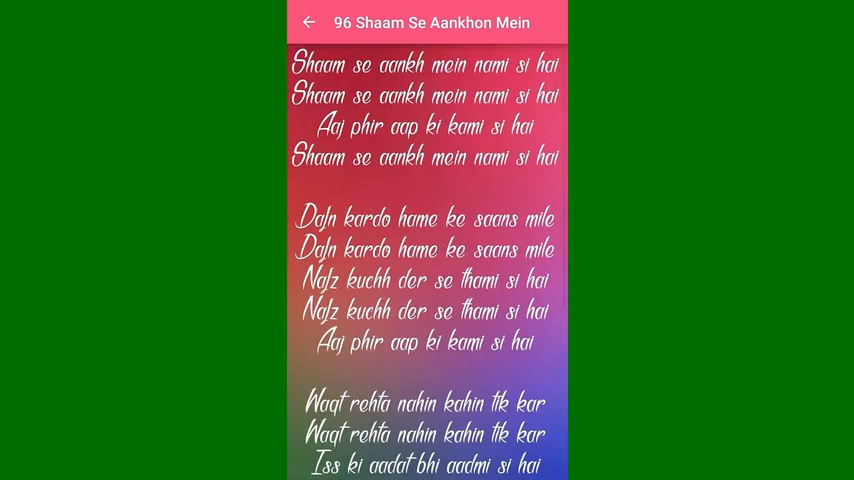 96 Shaam Se Aankhon Mein
Shaam se aankh mein nami si hai
Shaam se aankh mein nami si hai
Aaj phir aap ki kami si hai
Shaam se aankh mein nami si hai
Dafn kardo hame ke saans mile
Dafn kardo hame ke saans mile
Nafz kuchh der se thami si hai
Nafz kuchh der se thami si hai
Aaj phir aap ki kami si hai
Waqt rehta nahin kahin tik kar
Waqt rehta nahin kahin tik kar
Iss ki aadat bhi aadmi si hai